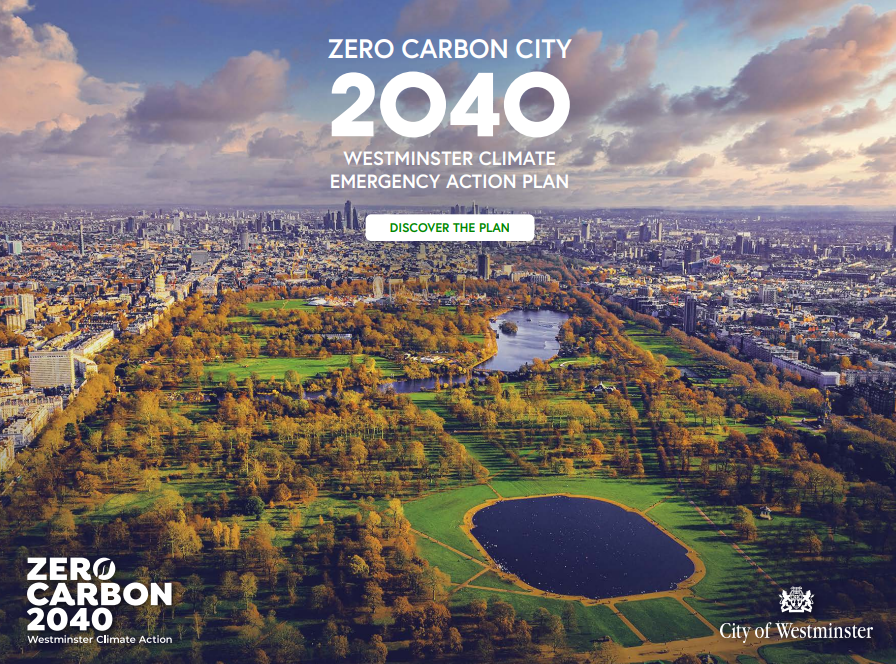 ZERO CARBON CITY
2040
WESTMINSTER CLIMATE
EMERGENCY ACTION PLAN
DISCOVER THE PLAN
ZERO
CARBON
2040
Westminster Climate Action
City of Westminster